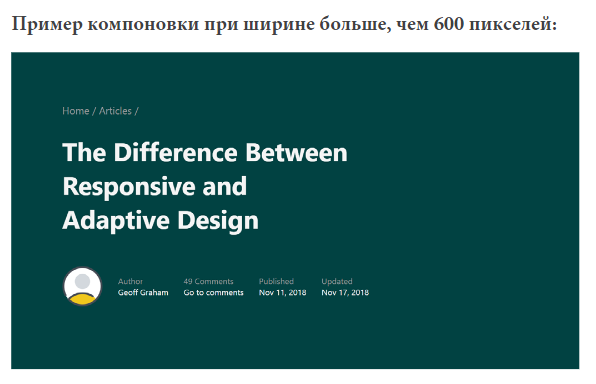 Пример компоновки при ширине больше, чем 600 пикселей:
Home / Articles /
The Difference Between
Responsive and
Adaptive Design
Author 49 Comments Published Updated
Geoff Graham Go to comments Nov 11, 2018 Nov 17, 2018